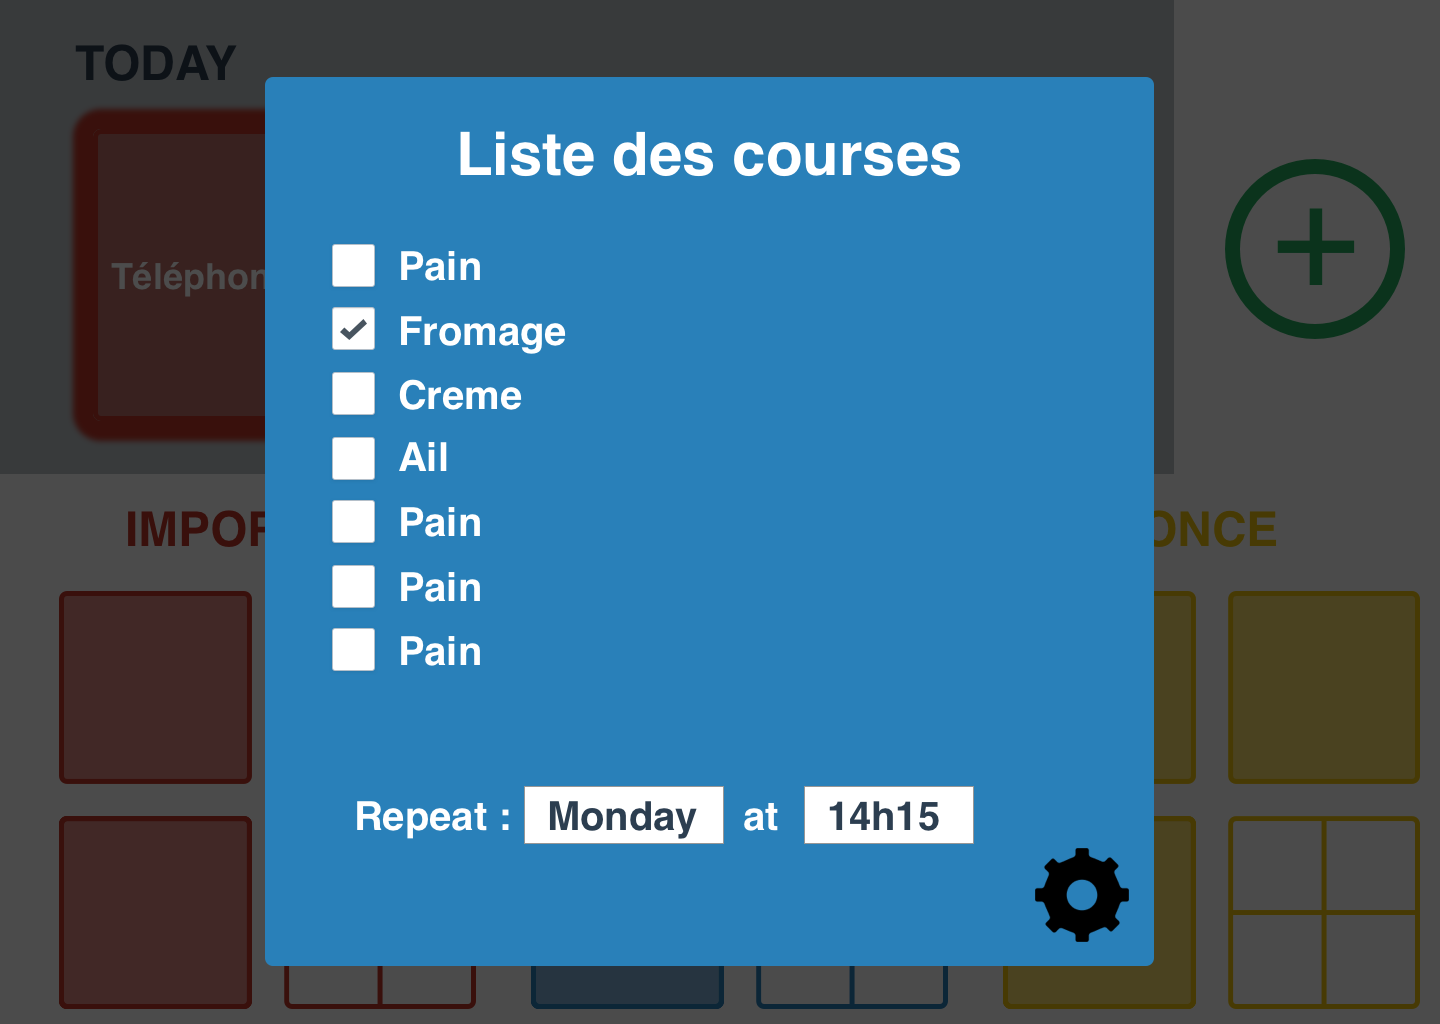 TODAY
Liste des courses
Téléphon
Pain
Fromage
Creme
Ail
Pain
Pain
Pain
IMPOR
ONCE
Repeat : Monday at 14h15